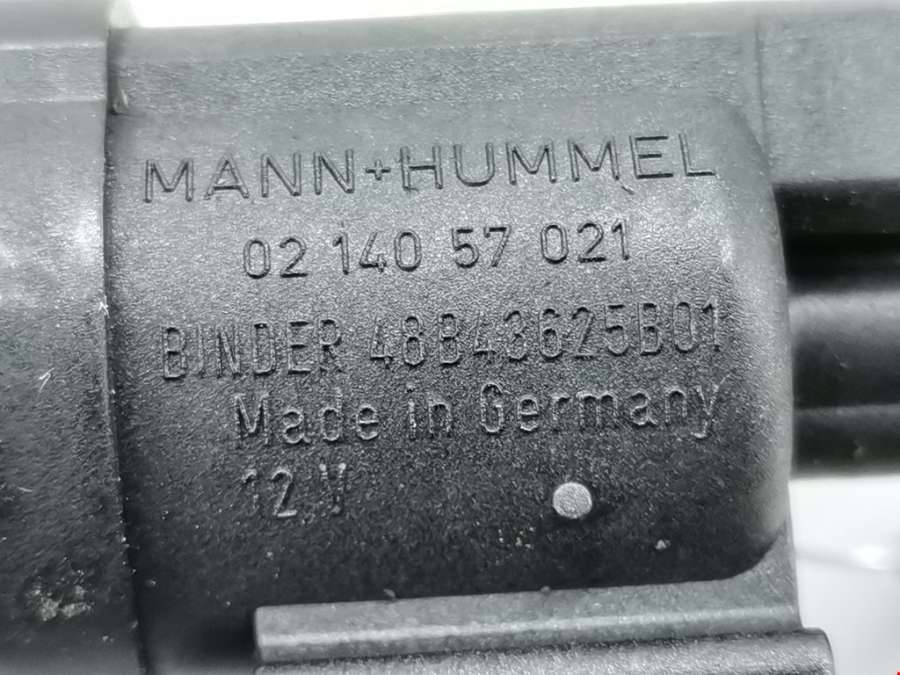 MANN+HUMMEL
02 140 57 021
BINDER 48B43625B01
Made in Germany
12 V